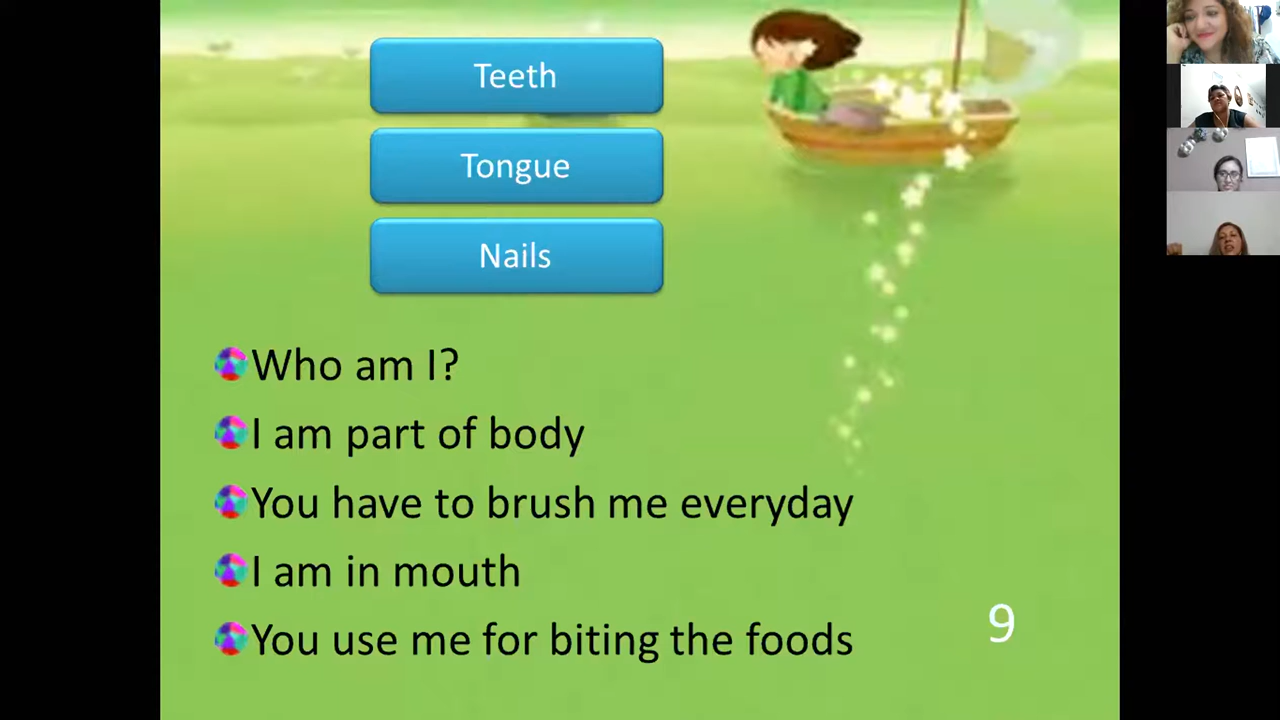 Teeth
Tongue
Nails
Who am I?
I am part of body
You have to brush me everyday
I am in mouth
You use me for biting the foods
9